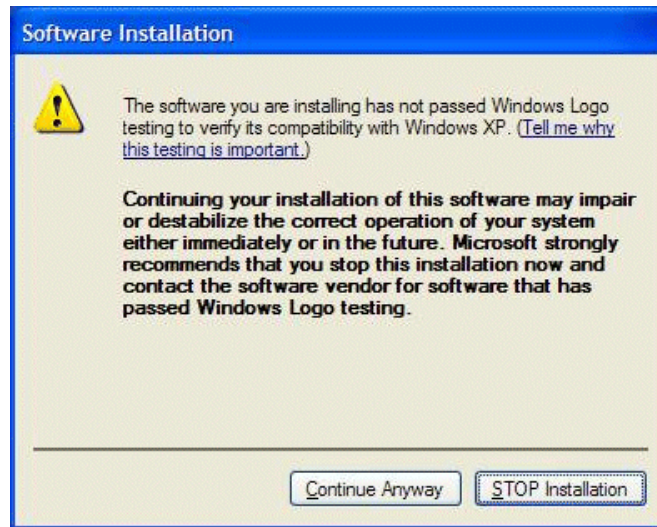 Software Installation
The software you are installing has not passed Windows Logo
testing to verify its compatibility with Windows XP. (Tell me why
this testing is important.)
Continuing your installation of this software may impair
or destabilize the correct operation of your system
either immediately or in the future. Microsoft strongly
recommends that you stop this installation now and
contact the software vendor for software that has
passed Windows Logo testing.
Continue Anyway
STOP Installation